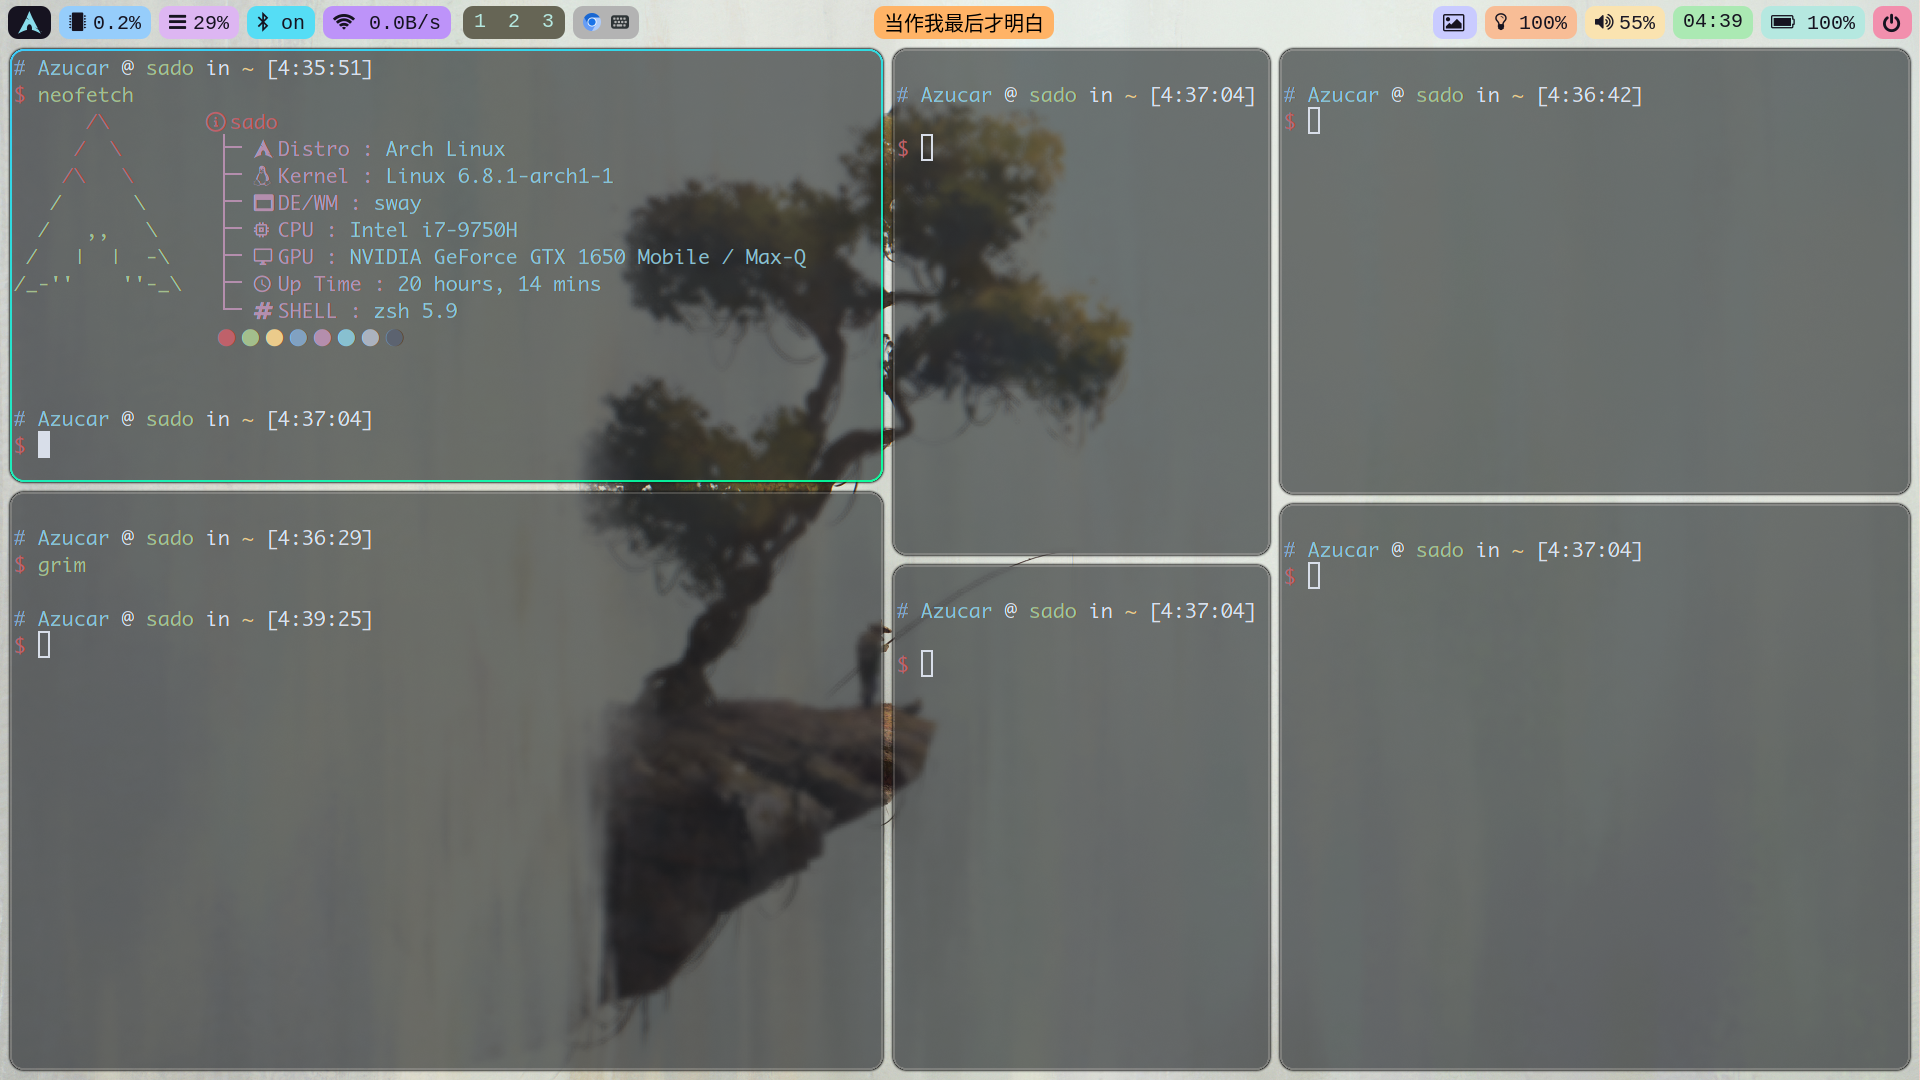 0.2% 29% on 0.0B/s 1 2 3 当作我最后才明白 100% 55% 04:39 100%
# Azucar @ sado in ~ [4:35:51]
$ neofetch
/\
/  \
/\   \
/      \
/   ,,   \
/   |  |  -\
/_-''    ''-_\
sado
Distro : Arch Linux
Kernel : Linux 6.8.1-arch1-1
DE/WM : sway
CPU : Intel i7-9750H
GPU : NVIDIA GeForce GTX 1650 Mobile / Max-Q
Up Time : 20 hours, 14 mins
SHELL : zsh 5.9
# Azucar @ sado in ~ [4:37:04]
$
# Azucar @ sado in ~ [4:36:29]
$ grim
# Azucar @ sado in ~ [4:39:25]
$
# Azucar @ sado in ~ [4:37:04]
$
# Azucar @ sado in ~ [4:37:04]
$
# Azucar @ sado in ~ [4:36:42]
$
# Azucar @ sado in ~ [4:37:04]
$